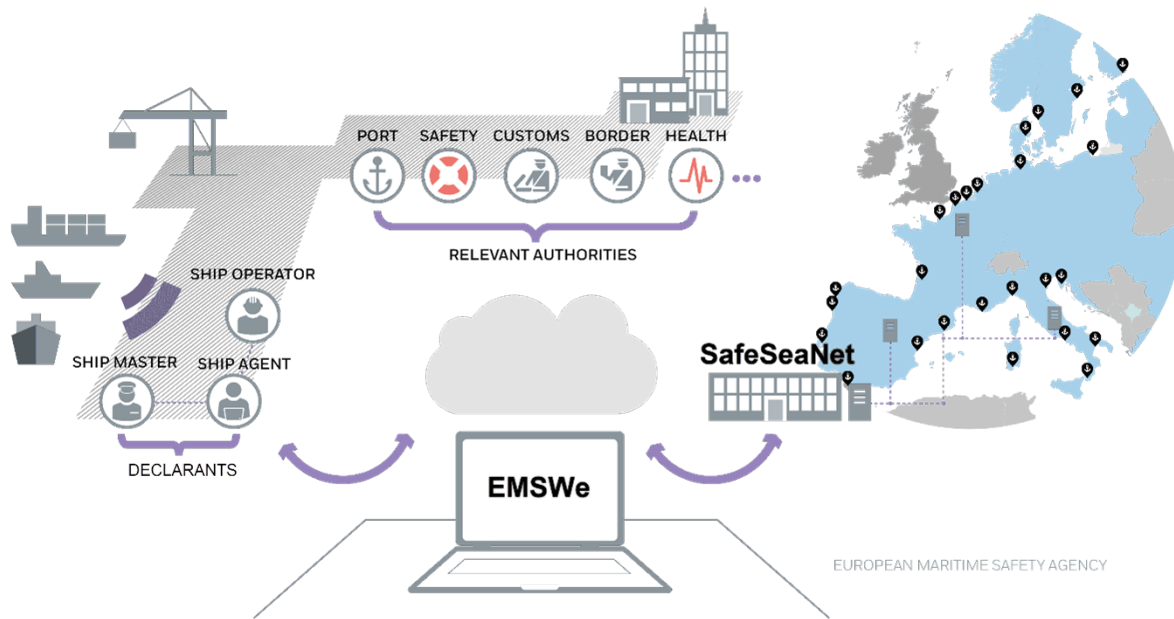 PORT SAFETY CUSTOMS BORDER HEALTH
RELEVANT AUTHORITIES
SHIP OPERATOR
SHIP MASTER SHIP AGENT
DECLARANTS
EMSWe
SafeSeaNet
EUROPEAN MARITIME SAFETY AGENCY